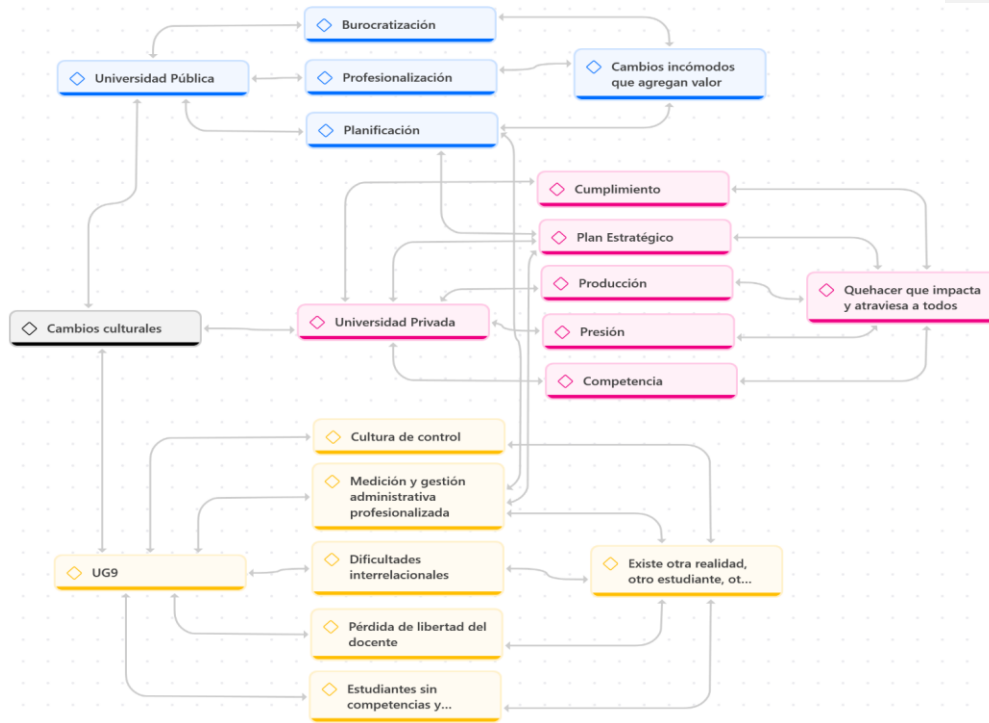 Burocratización
Universidad Pública
Profesionalización
Cambios incómodos
que agregan valor
Planificación
Cumplimiento
Plan Estratégico
Producción
Quehacer que impacta
y atraviesa a todos
Cambios culturales
Universidad Privada
Presión
Competencia
Cultura de control
Medición y gestión
administrativa
profesionalizada
UG9
Dificultades
interrelacionales
Existe otra realidad,
otro estudiante, ot...
Pérdida de libertad del
docente
Estudiantes sin
competencias y...